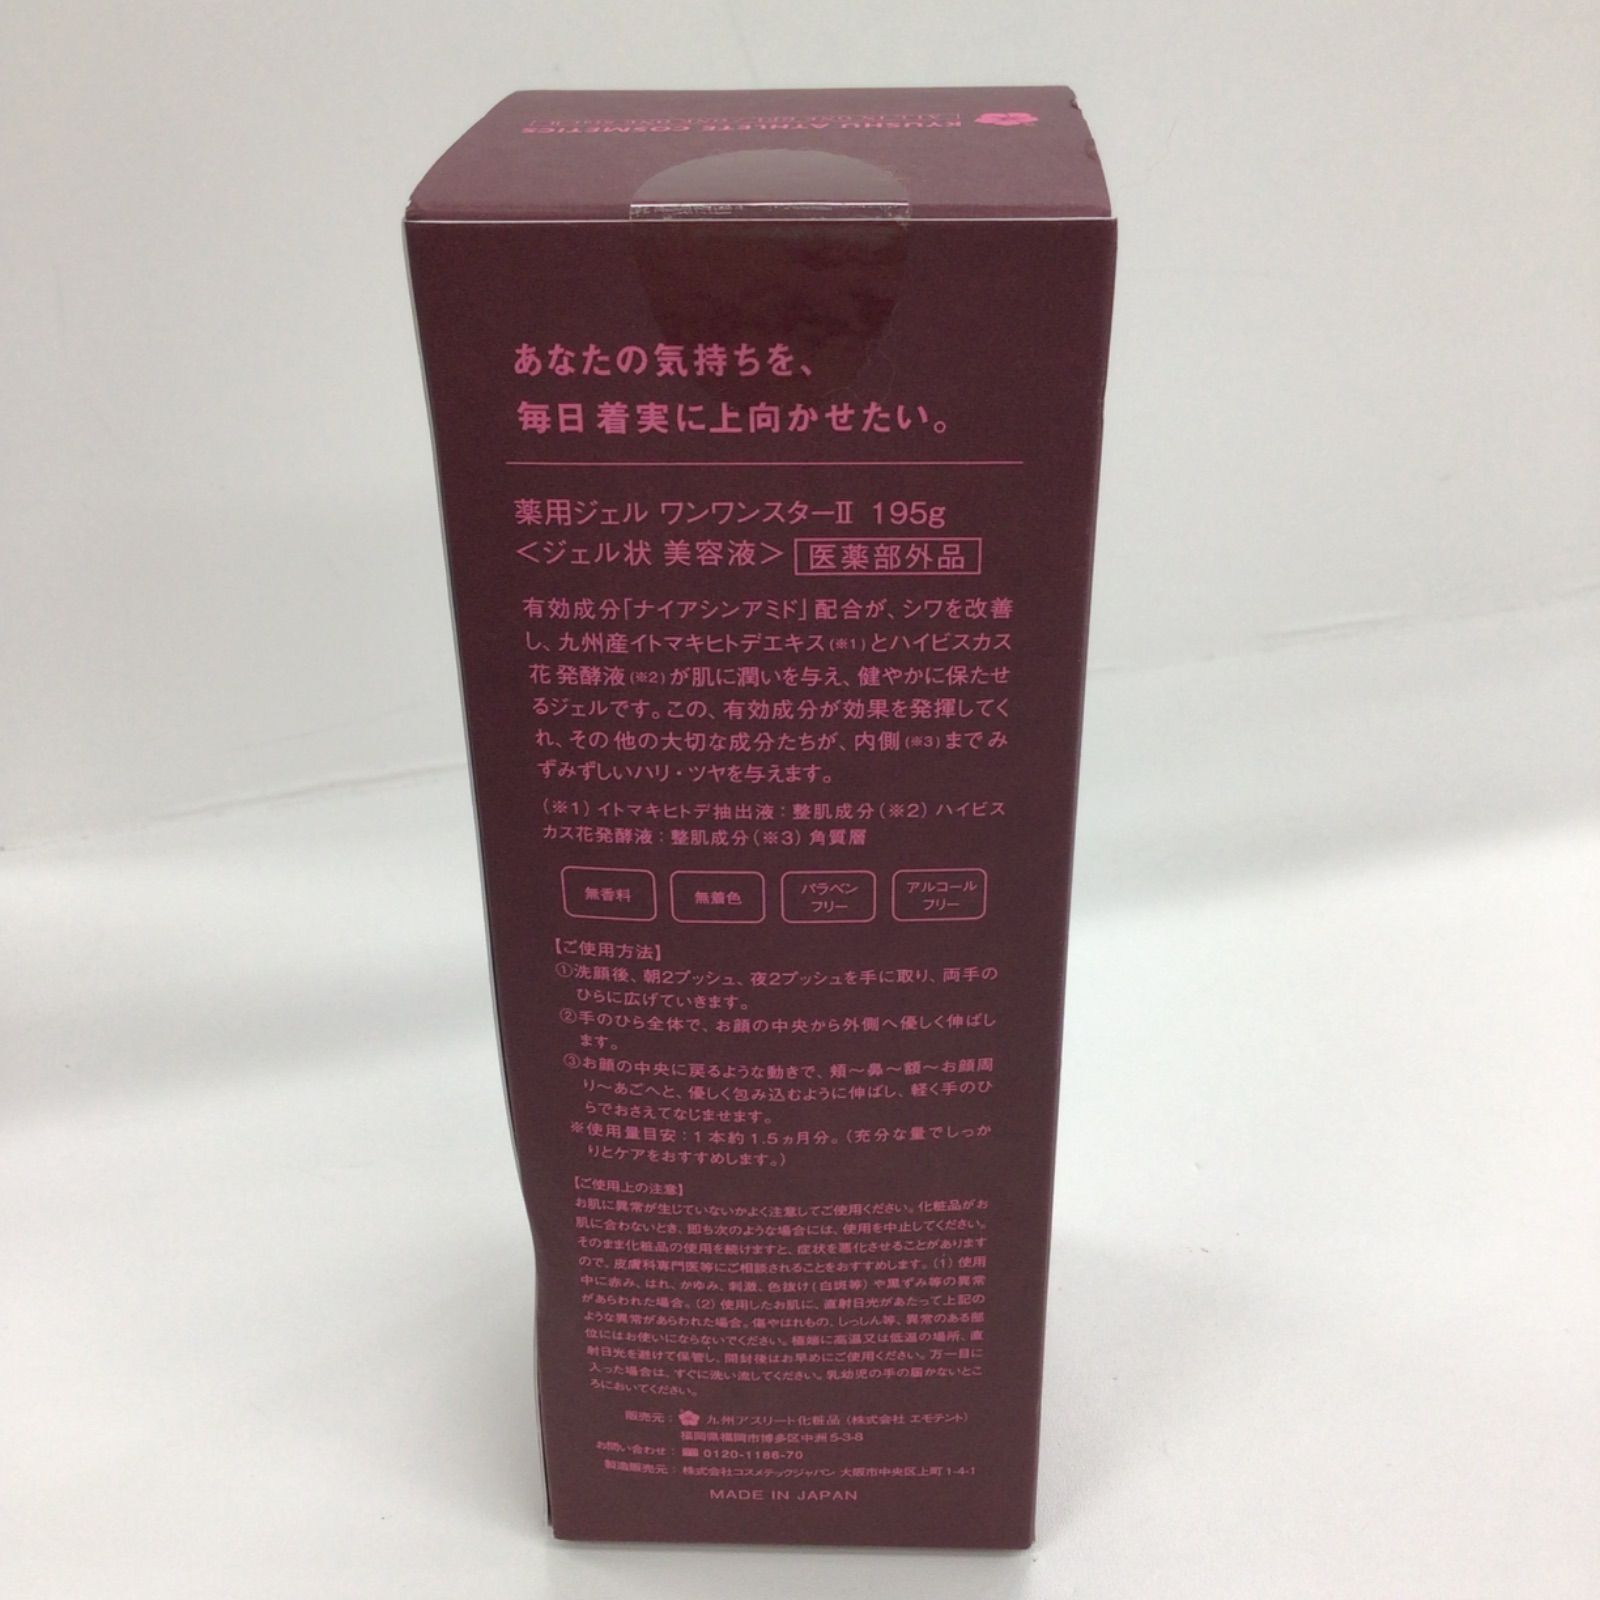 KYUSHU ATHLETE COSMETICS
あなたの気持ちを、
毎日着実に上向かせたい。
薬用ジェル ワンワンスターII 195g
＜ジェル状 美容液＞ 医薬部外品
有効成分「ナイアシンアミド」配合が、シワを改善
し、九州産イトマキヒトデエキス(※1)とハイビスカス
花発酵液(※2)が肌に潤いを与え、健やかに保たせ
るジェルです。この、有効成分が効果を発揮してく
れ、その他の大切な成分たちが、内側(※3)までみ
ずみずしいハリ・ツヤを与えます。
(※1)イトマキヒトデ抽出液：整肌成分(※2)ハイビス
カス花発酵液：整肌成分(※3)角質層
無香料 無着色 パラベンフリー アルコールフリー
【ご使用方法】
①洗顔後、朝2プッシュ、夜2プッシュを手に取り、両手の
ひらに広げていきます。
②手のひら全体で、お顔の中央から外側へ優しく伸ばし
ます。
③お顔の中央に戻るような動きで、頬～鼻～額～お顔周
り～あごへと、優しく包み込むように伸ばし、軽く手のひ
らでおさえてなじませます。
※使用量目安：1本約1.5ヵ月分。(充分な量でしっか
りとケアをおすすめします。)
【ご使用上の注意】
お肌に異常が生じていないかよく注意してご使用ください。化粧品がお
肌に合わないとき、即ち次のような場合には、使用を中止してください。
そのまま化粧品の使用を続けますと、症状を悪化させることがあります
ので、皮膚科専門医等にご相談されることをおすすめします。(1)使用
中に赤み、はれ、かゆみ、刺激、色抜け(白斑等)や黒ずみ等の異常
があらわれた場合。(2)使用したお肌に、直射日光があたって上記の
ような異常があらわれた場合。傷やはれもの、しっしん等、異常のある部
位にはお使いにならないでください。極端に高温又は低温の場所、直
射日光を避けて保管し、開封後はお早めにご使用ください。万一目に
入った場合は、すぐに洗い流してください。乳幼児の手の届かないとこ
ろにおいてください。
販売元： 九州アスリート化粧品(株式会社 エモテント)
福岡県福岡市博多区中洲5-3-8
お問い合わせ： 0120-1186-70
製造販売元： 株式会社コスメテックジャパン 大阪市中央区上町1-4-1
MADE IN JAPAN